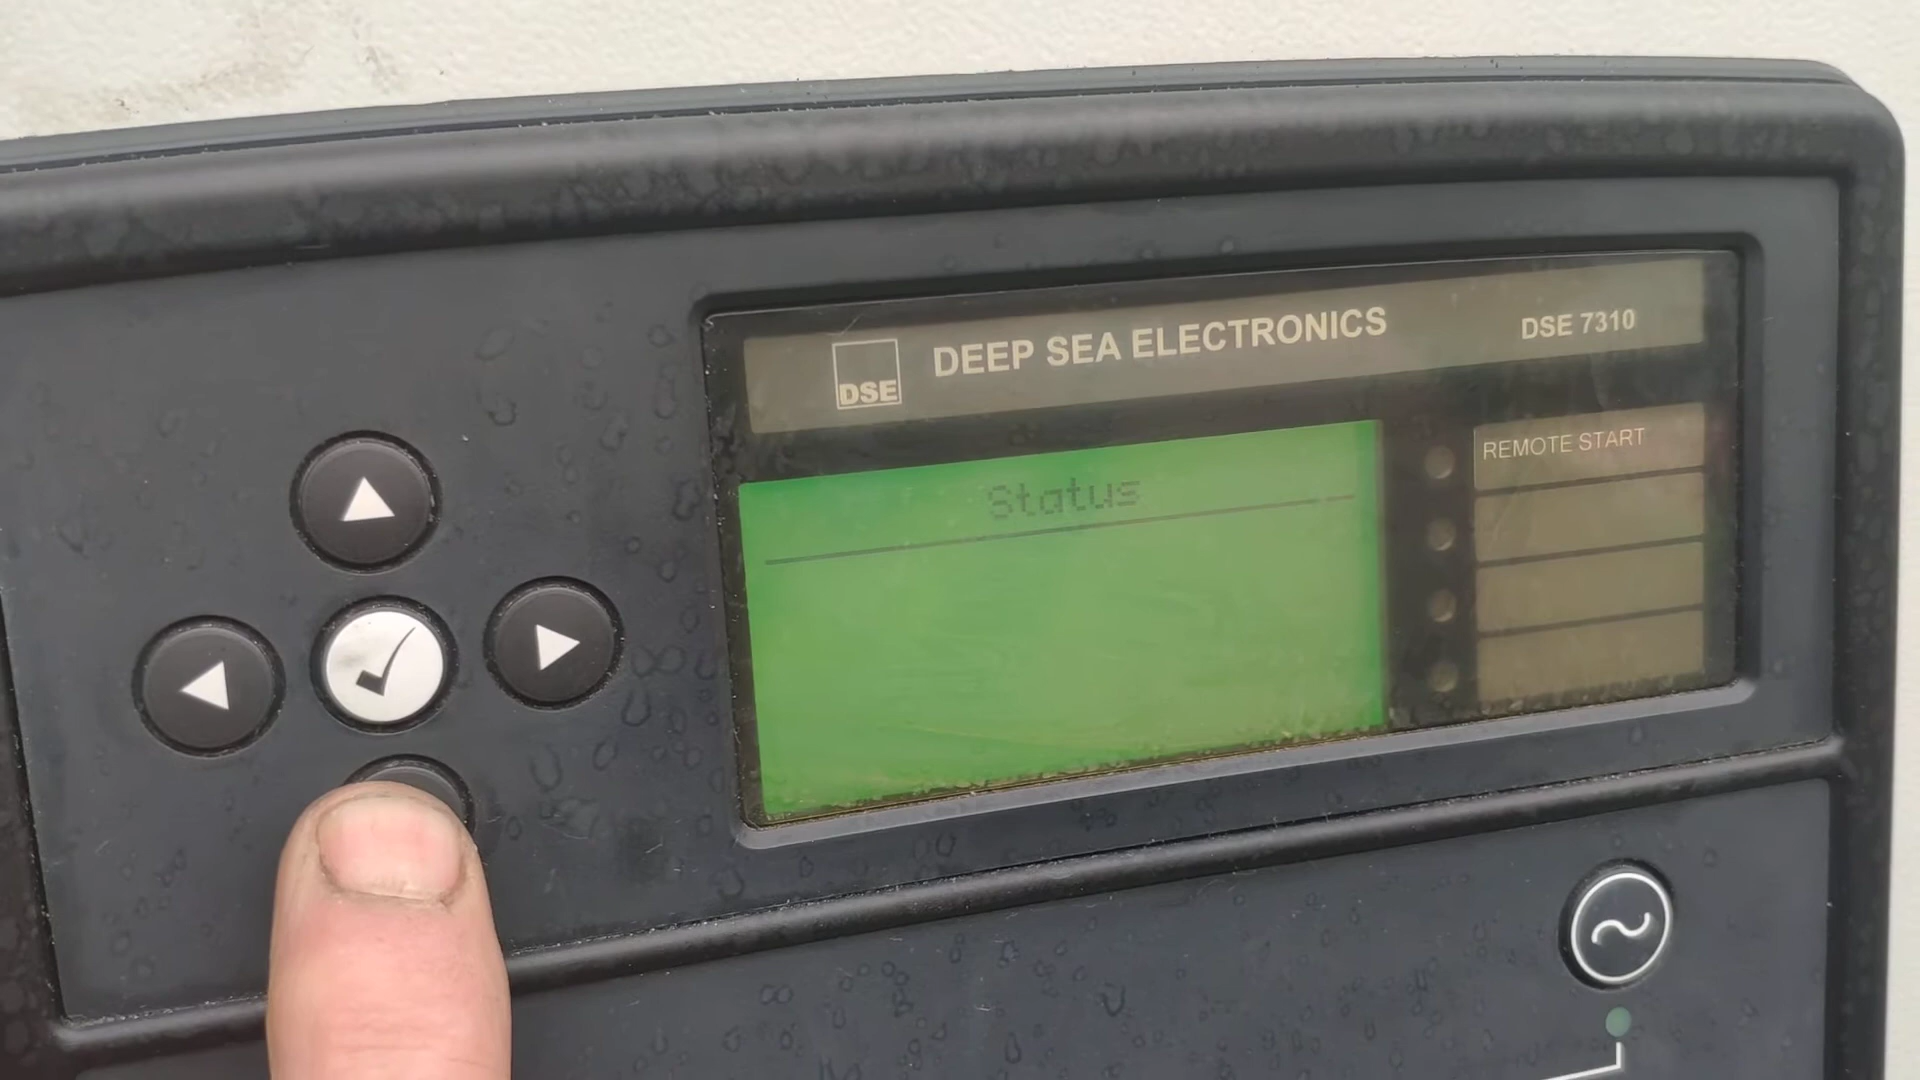 DSE
DEEP SEA ELECTRONICS
DSE 7310
Status
REMOTE START